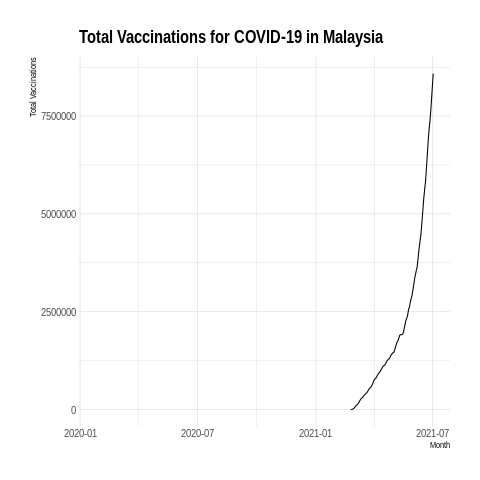 Total Vaccinations for COVID-19 in Malaysia
Total Vaccinations
7500000
5000000
2500000
0
2020-01
2020-07
2021-01
2021-07
Month